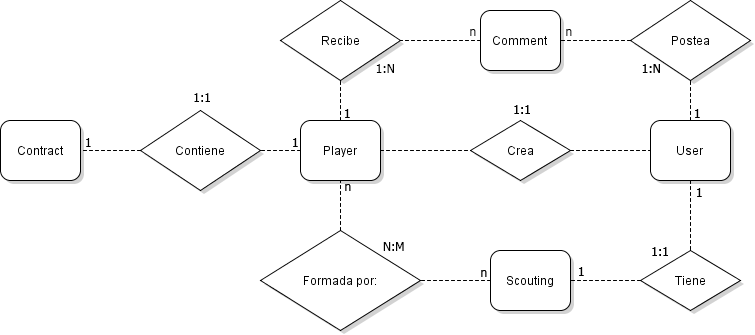 Recibe
n
Comment
n
Postea
1:N
1:N
1:1
1
1:1
1
Contract
1
Contiene
1
Player
Crea
User
n
1
N:M
1:1
Formada por:
n
Scouting
1
Tiene